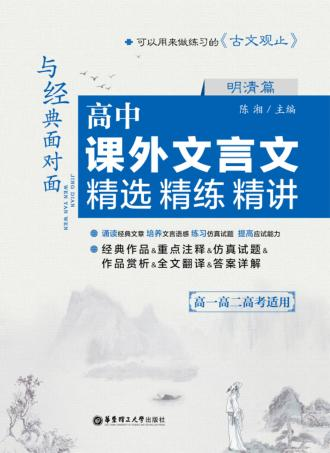 可以用来做练习的《古文观止》
与经典面对面
JING DIAN
WEN YAN WEN
明清篇
陈湘/主编
高中
课外文言文
精选 精练 精讲
诵读经典文章 培养文言语感 练习仿真试题 提高应试能力
经典作品&重点注释&仿真试题&
作品赏析&全文翻译&答案详解
高一高二高考适用
华东理工大学出版社